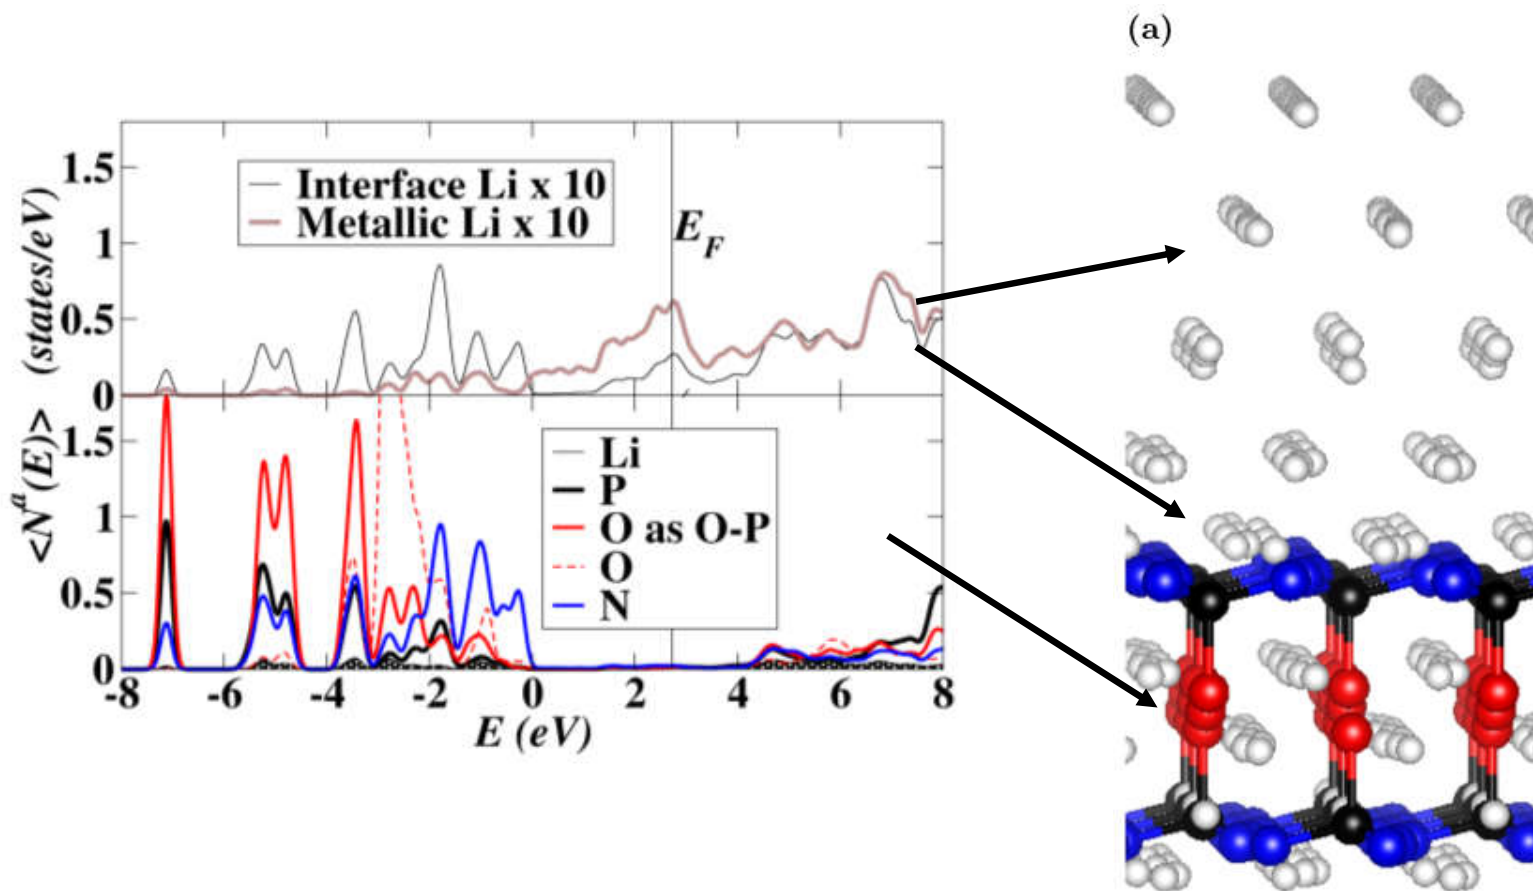 (a)
1.5
1
0.5
0
Interface Li x 10
Metallic Li x 10
E_F
<N^a(E)> (states/eV)
1.5
1
0.5
0
Li
P
O as O-P
O
N
-8 -6 -4 -2 0 2 4 6 8
E (eV)